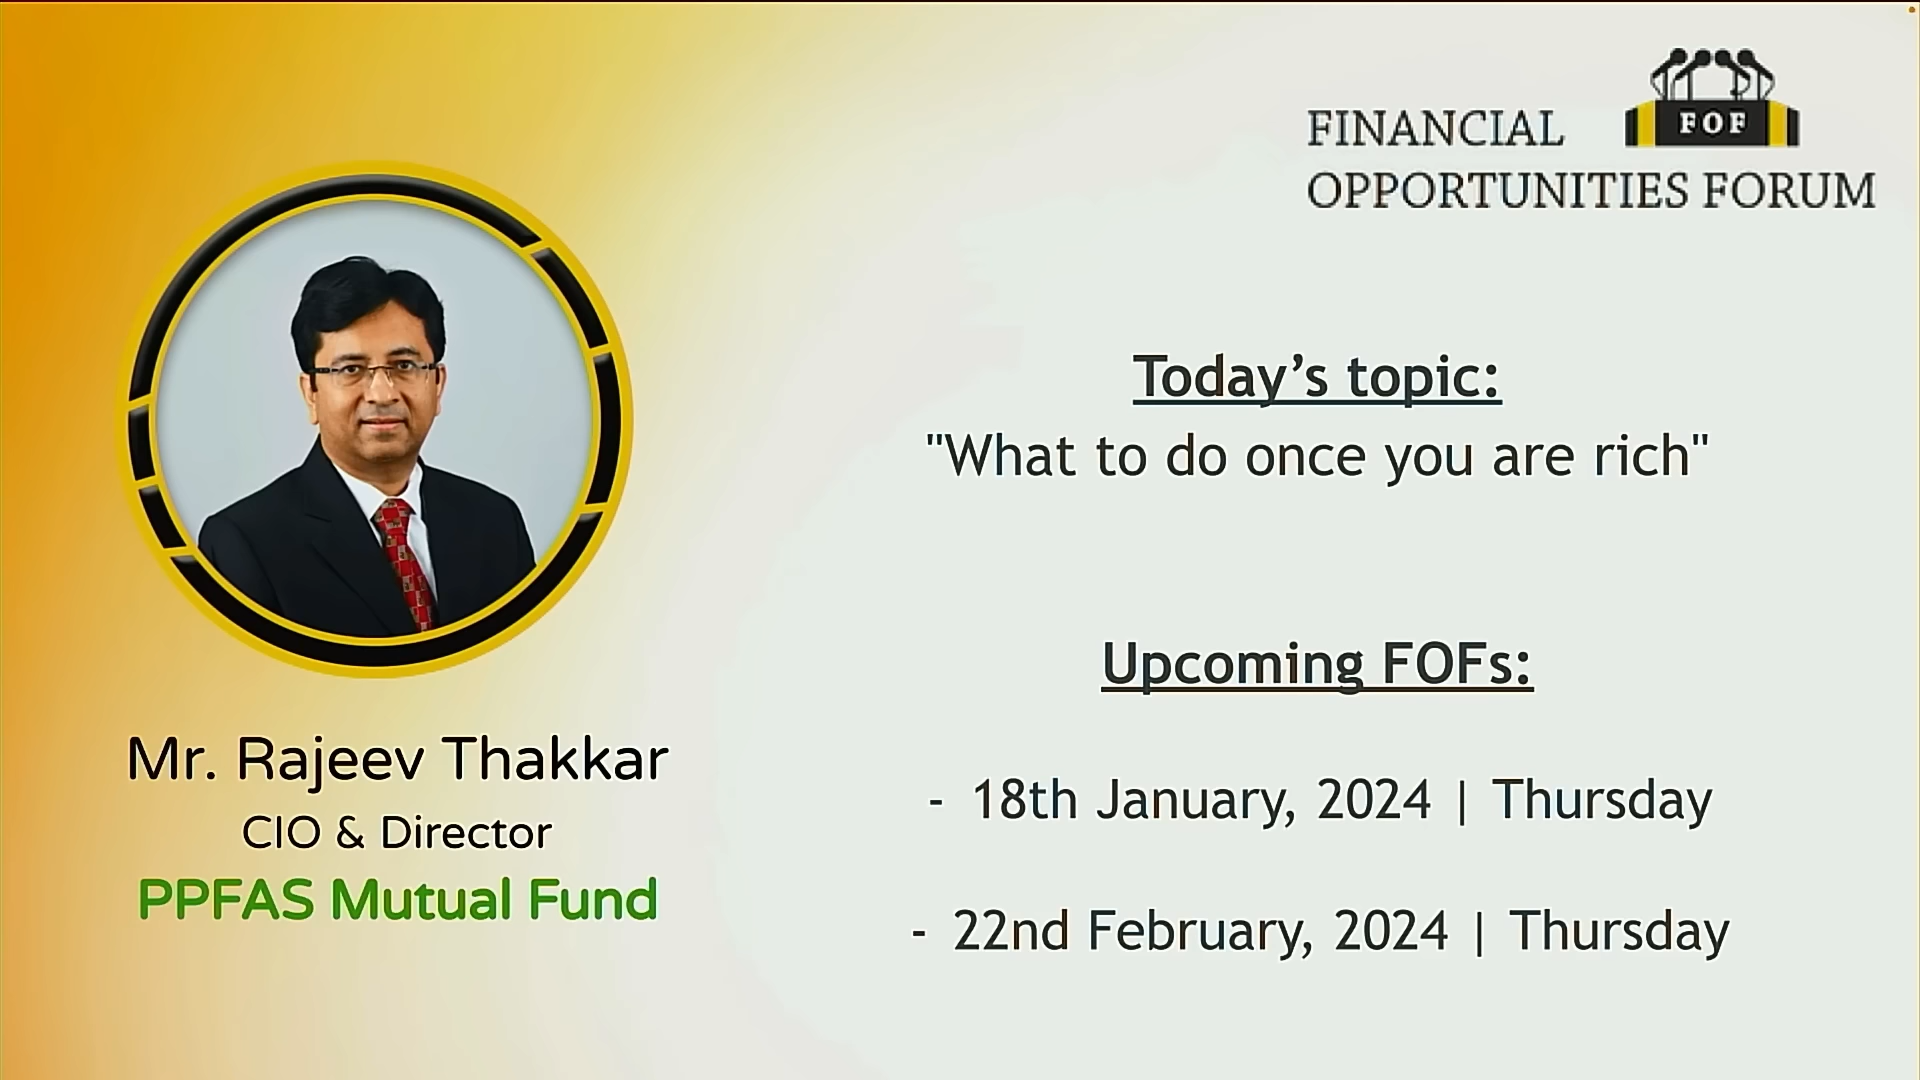 FOF
FINANCIAL
OPPORTUNITIES FORUM
Today’s topic:
"What to do once you are rich"
Upcoming FOFs:
- 18th January, 2024 | Thursday
- 22nd February, 2024 | Thursday
Mr. Rajeev Thakkar
CIO & Director
PPFAS Mutual Fund